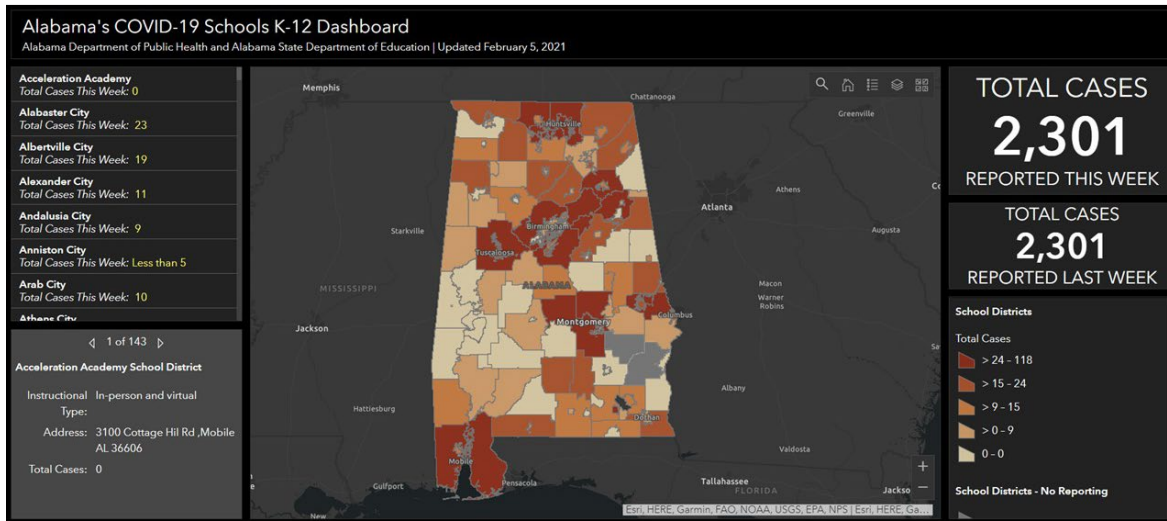 Alabama's COVID-19 Schools K-12 Dashboard
Alabama Department of Public Health and Alabama State Department of Education | Updated February 5, 2021
Acceleration Academy
Total Cases This Week: 0
Alabaster City
Total Cases This Week: 23
Albertville City
Total Cases This Week: 19
Alexander City
Total Cases This Week: 11
Andalusia City
Total Cases This Week: 9
Anniston City
Total Cases This Week: Less than 5
Arab City
Total Cases This Week: 10
Athens City
1 of 143
Acceleration Academy School District
Instructional Type: In-person and virtual
Address: 3100 Cottage Hil Rd ,Mobile
AL 36606
Total Cases: 0
Memphis
Chattanooga
Huntsville
Greenville
Athens
Atlanta
Starkville
Birmingham
Augusta
Tuscaloosa
MISSISSIPPI
ALABAMA
Macon
Warner
Robins
Jackson
Montgomery
Columbus
Albany
Hattiesburg
Dothan
Valdosta
Mobile
Gulfport
Pensacola
Tallahassee
FLORIDA
Jackso
New
Esri, HERE, Garmin, FAO, NOAA, USGS, EPA, NPS | Esri, HERE, Ga...
TOTAL CASES
2,301
REPORTED THIS WEEK
TOTAL CASES
2,301
REPORTED LAST WEEK
School Districts
Total Cases
> 24 - 118
> 15 - 24
> 9 - 15
> 0 - 9
0 - 0
School Districts - No Reporting